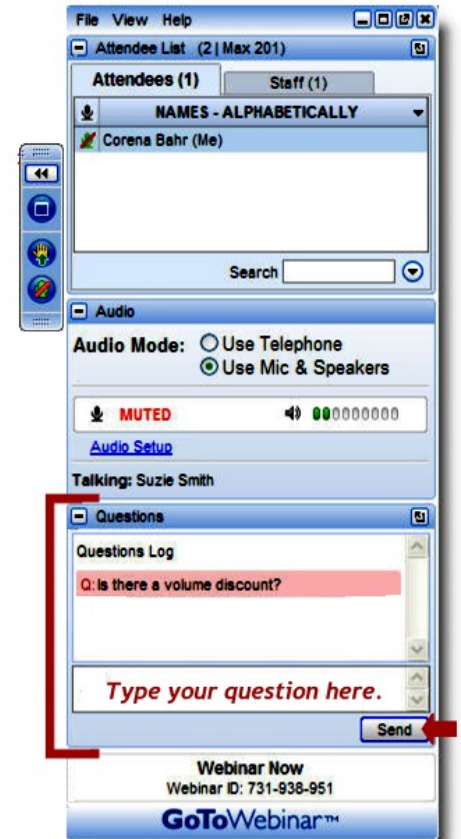 File View Help
Attendee List (2 | Max 201)
Attendees (1) Staff (1)
NAMES - ALPHABETICALLY
Corena Bahr (Me)
Search
Audio
Audio Mode: Use Telephone
Use Mic & Speakers
MUTED
Audio Setup
Talking: Suzie Smith
Questions
Questions Log
Q: Is there a volume discount?
Type your question here.
Send
Webinar Now
Webinar ID: 731-938-951
GoToWebinar™